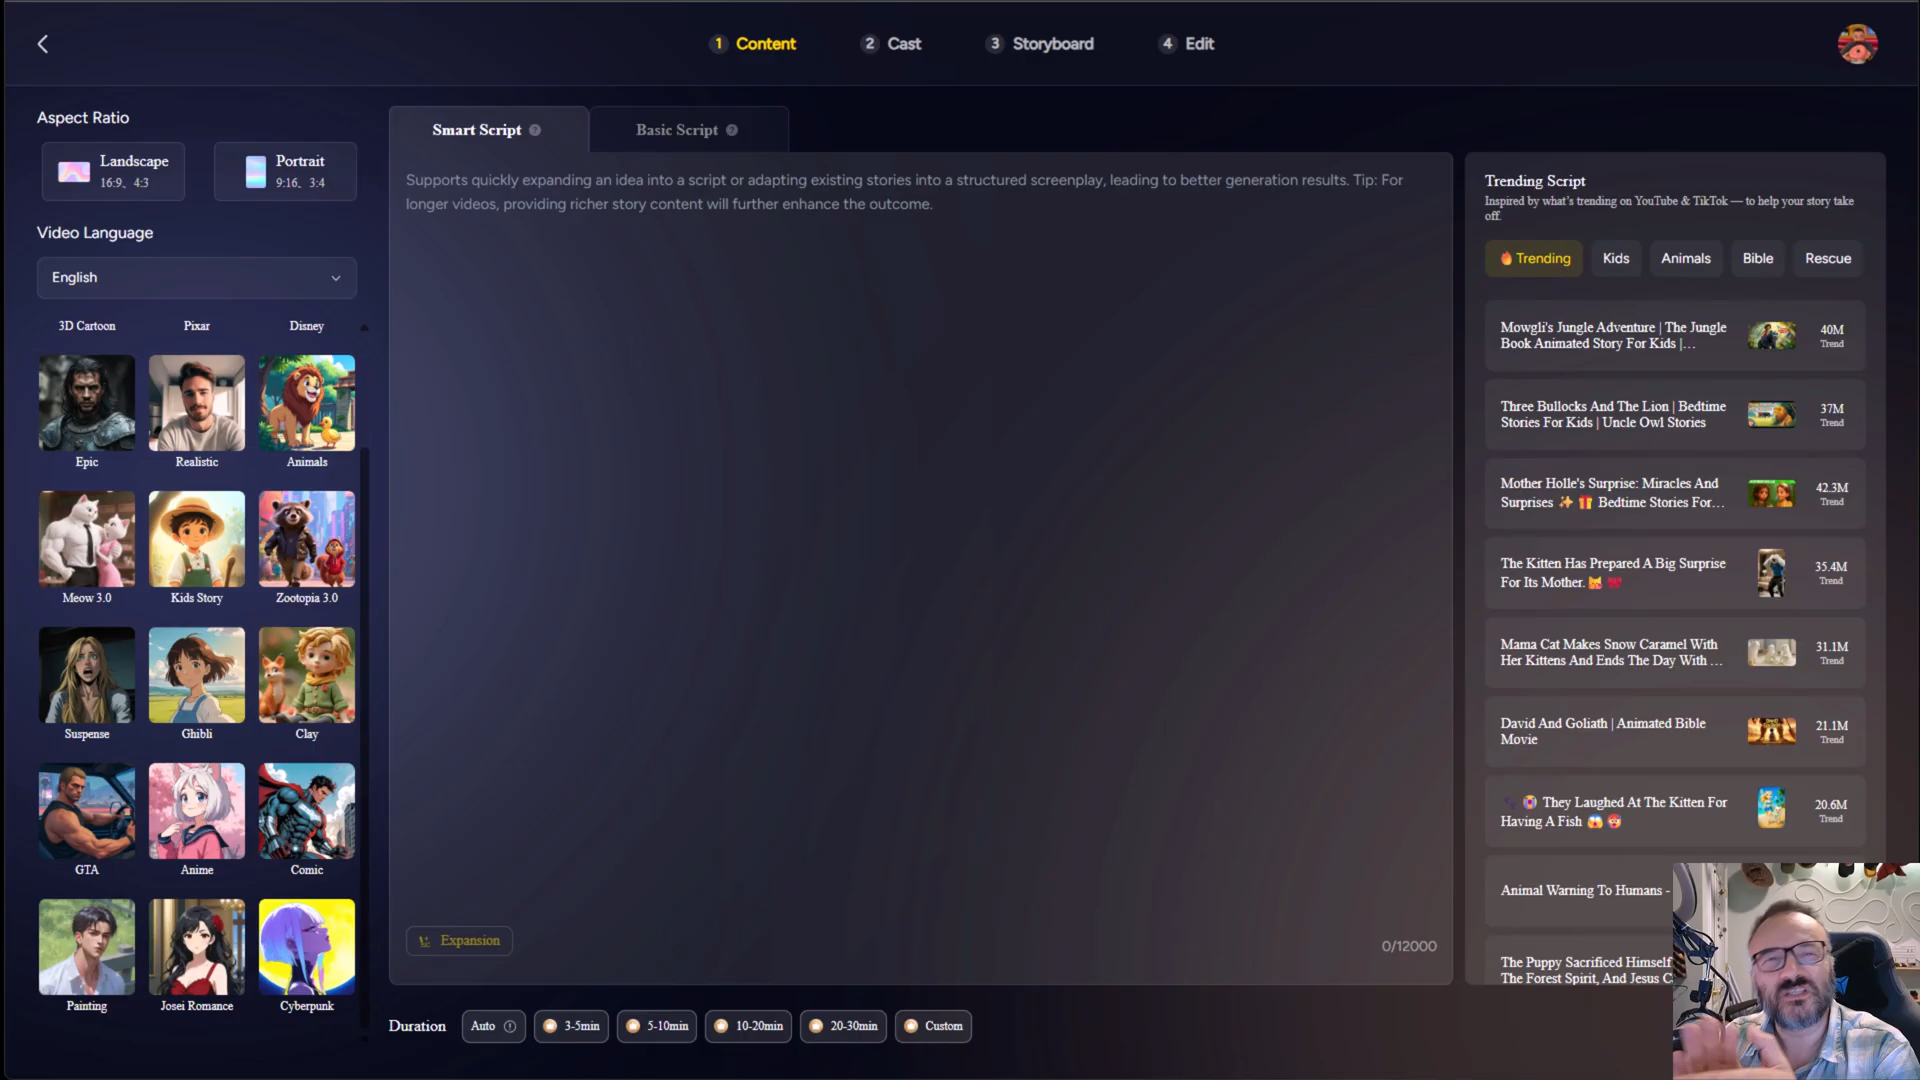 1 Content
2 Cast
3 Storyboard
4 Edit
Aspect Ratio
Landscape
16:9、4:3
Portrait
9:16、3:4
Video Language
English
3D Cartoon
Pixar
Disney
Epic
Realistic
Animals
Meow 3.0
Kids Story
Zootopia 3.0
Suspense
Ghibli
Clay
GTA
Anime
Comic
Painting
Josei Romance
Cyberpunk
Smart Script ?
Basic Script ?
Supports quickly expanding an idea into a script or adapting existing stories into a structured screenplay, leading to better generation results. Tip: For
longer videos, providing richer story content will further enhance the outcome.
Expansion
0/12000
Duration
Auto
3-5min
5-10min
10-20min
20-30min
Custom
Trending Script
Inspired by what's trending on YouTube & TikTok — to help your story take
off.
🔥 Trending
Kids
Animals
Bible
Rescue
Mowgli's Jungle Adventure | The Jungle
Book Animated Story For Kids |...
40M
Trend
Three Bullocks And The Lion | Bedtime
Stories For Kids | Uncle Owl Stories
37M
Trend
Mother Holle's Surprise: Miracles And
Surprises ✨ 🎁 Bedtime Stories For...
42.3M
Trend
The Kitten Has Prepared A Big Surprise
For Its Mother.
35.4M
Trend
Mama Cat Makes Snow Caramel With
Her Kittens And Ends The Day With ...
31.1M
Trend
David And Goliath | Animated Bible
Movie
21.1M
Trend
They Laughed At The Kitten For
Having A Fish
20.6M
Trend
Animal Warning To Humans -
The Puppy Sacrificed Himself
The Forest Spirit, And Jesus C